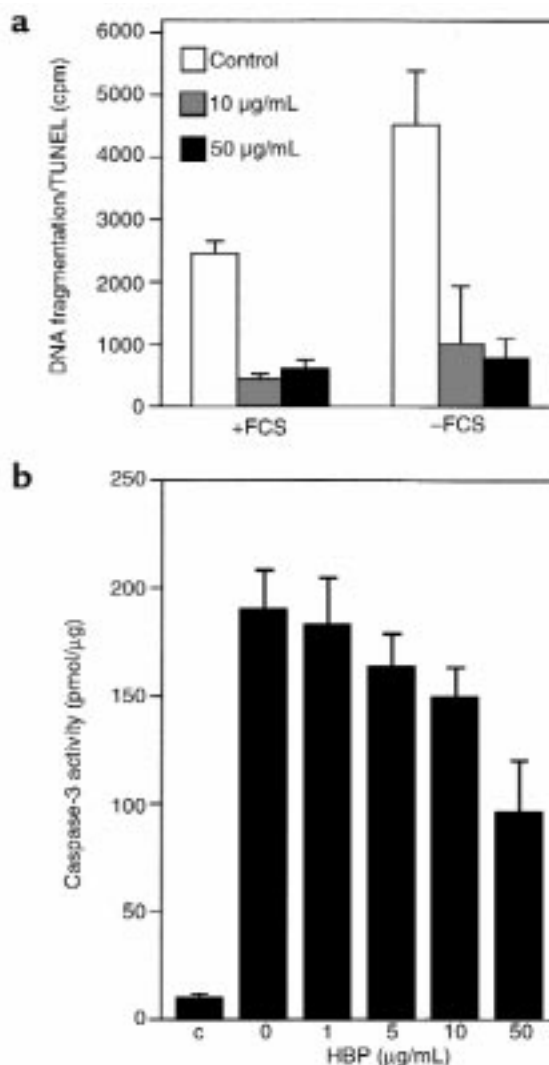 a
DNA fragmentation/TUNEL (cpm)
6000
5000
4000
3000
2000
1000
0
Control
10 µg/mL
50 µg/mL
+FCS
–FCS
b
Caspase-3 activity (pmol/µg)
250
200
150
100
50
0
c 0 1 5 10 50
HBP (µg/mL)